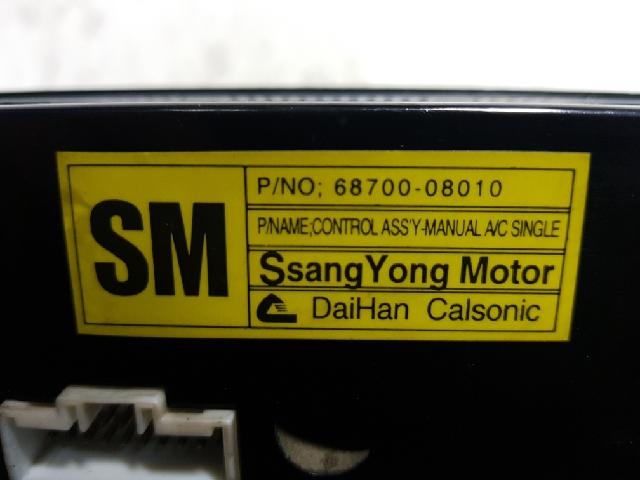 SM
P/NO; 68700-08010
P/NAME;CONTROL ASS'Y-MANUAL A/C SINGLE
SsangYong Motor
DaiHan Calsonic